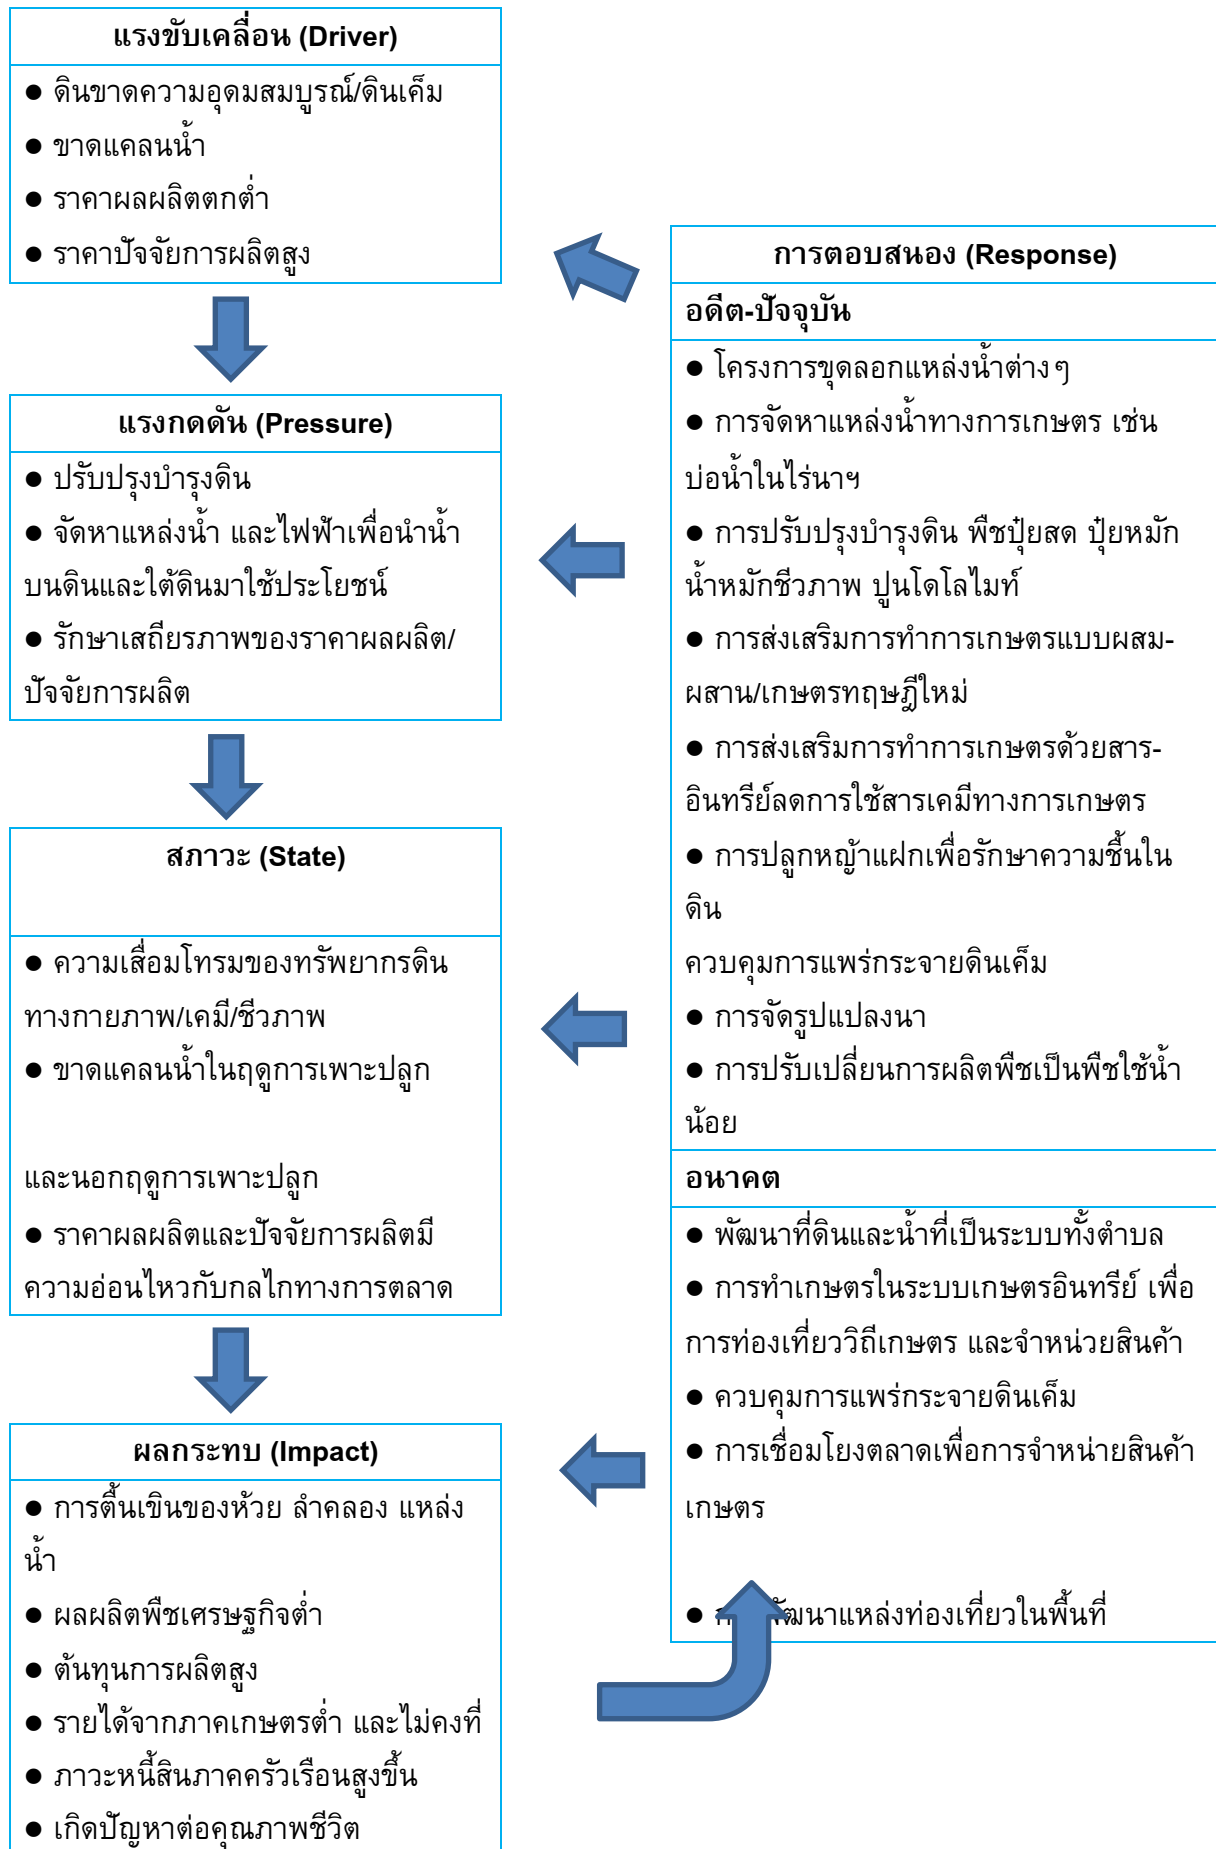 แรงขับเคลื่อน (Driver)
● ดินขาดความอุดมสมบูรณ์/ดินเค็ม
● ขาดแคลนน้ำ
● ราคาผลผลิตตกต่ำ
● ราคาปัจจัยการผลิตสูง
แรงกดดัน (Pressure)
● ปรับปรุงบำรุงดิน
● จัดหาแหล่งน้ำ และไฟฟ้าเพื่อนำน้ำ
บนดินและใต้ดินมาใช้ประโยชน์
● รักษาเสถียรภาพของราคาผลผลิต/
ปัจจัยการผลิต
สภาวะ (State)
● ความเสื่อมโทรมของทรัพยากรดิน
ทางกายภาพ/เคมี/ชีวภาพ
● ขาดแคลนน้ำในฤดูการเพาะปลูก
และนอกฤดูการเพาะปลูก
● ราคาผลผลิตและปัจจัยการผลิตมี
ความอ่อนไหวกับกลไกทางการตลาด
ผลกระทบ (Impact)
● การตื้นเขินของห้วย ลำคลอง แหล่ง
น้ำ
● ผลผลิตพืชเศรษฐกิจต่ำ
● ต้นทุนการผลิตสูง
● รายได้จากภาคเกษตรต่ำ และไม่คงที่
● ภาวะหนี้สินภาคครัวเรือนสูงขึ้น
● เกิดปัญหาต่อคุณภาพชีวิต
การตอบสนอง (Response)
อดีต-ปัจจุบัน
● โครงการขุดลอกแหล่งน้ำต่างๆ
● การจัดหาแหล่งน้ำทางการเกษตร เช่น
บ่อน้ำในไร่นาฯ
● การปรับปรุงบำรุงดิน พืชปุ๋ยสด ปุ๋ยหมัก
น้ำหมักชีวภาพ ปูนโดโลไมท์
● การส่งเสริมการทำการเกษตรแบบผสม-
ผสาน/เกษตรทฤษฎีใหม่
● การส่งเสริมการทำการเกษตรด้วยสาร-
อินทรีย์ลดการใช้สารเคมีทางการเกษตร
● การปลูกหญ้าแฝกเพื่อรักษาความชื้นใน
ดิน
ควบคุมการแพร่กระจายดินเค็ม
● การจัดรูปแปลงนา
● การปรับเปลี่ยนการผลิตพืชเป็นพืชใช้น้ำ
น้อย
อนาคต
● พัฒนาที่ดินและน้ำที่เป็นระบบทั้งตำบล
● การทำเกษตรในระบบเกษตรอินทรีย์ เพื่อ
การท่องเที่ยววิถีเกษตร และจำหน่วยสินค้า
● ควบคุมการแพร่กระจายดินเค็ม
● การเชื่อมโยงตลาดเพื่อการจำหน่ายสินค้า
เกษตร
● การพัฒนาแหล่งท่องเที่ยวในพื้นที่